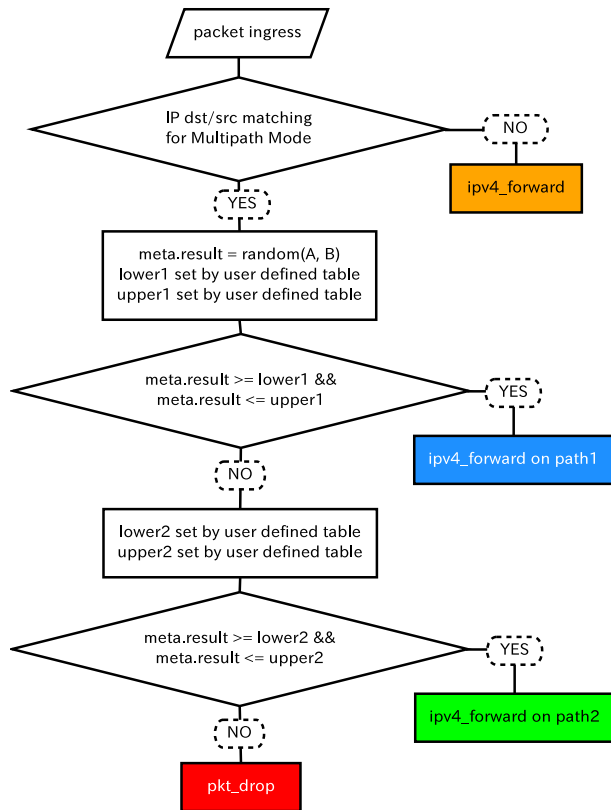 packet ingress
IP dst/src matching
for Multipath Mode
NO
ipv4_forward
YES
meta.result = random(A, B)
lower1 set by user defined table
upper1 set by user defined table
meta.result >= lower1 &&
meta.result <= upper1
YES
ipv4_forward on path1
NO
lower2 set by user defined table
upper2 set by user defined table
meta.result >= lower2 &&
meta.result <= upper2
YES
ipv4_forward on path2
NO
pkt_drop